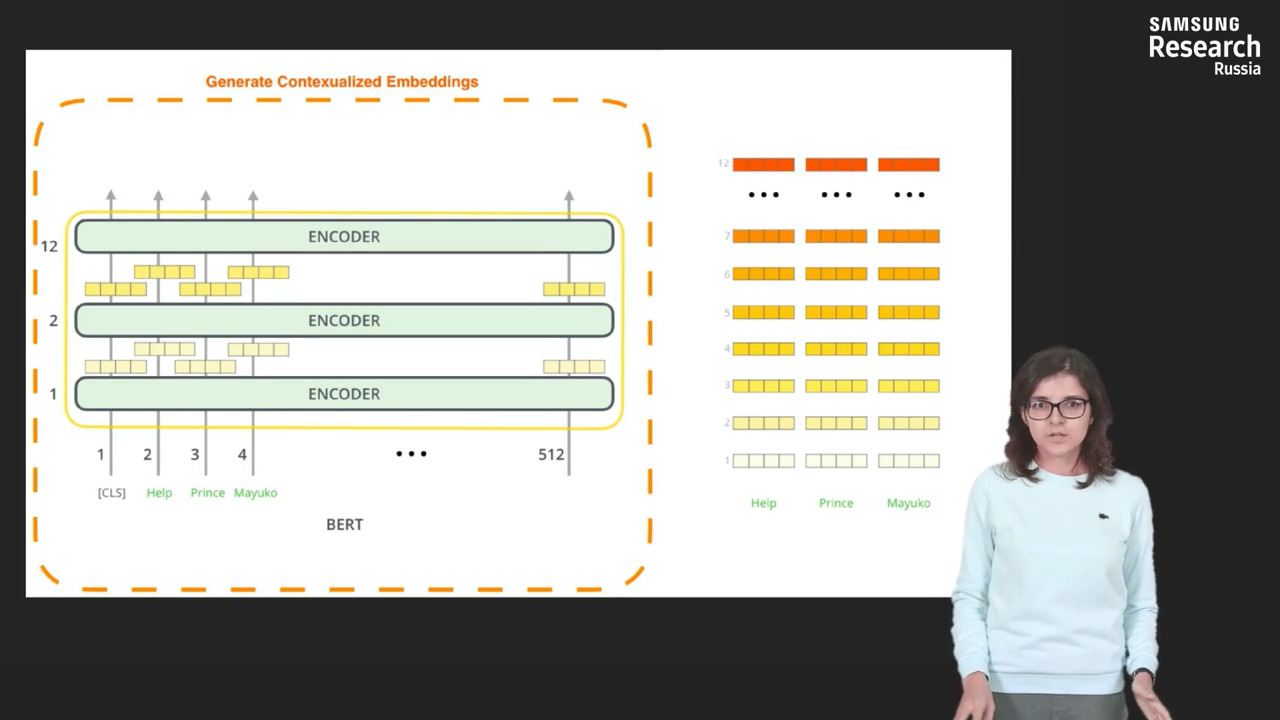 SAMSUNG
Research
Russia
Generate Contexualized Embeddings
12
ENCODER
2
ENCODER
1
ENCODER
1 2 3 4 ••• 512
[CLS] Help Prince Mayuko
BERT
12
••• ••• •••
7
6
5
4
3
2
1
Help Prince Mayuko